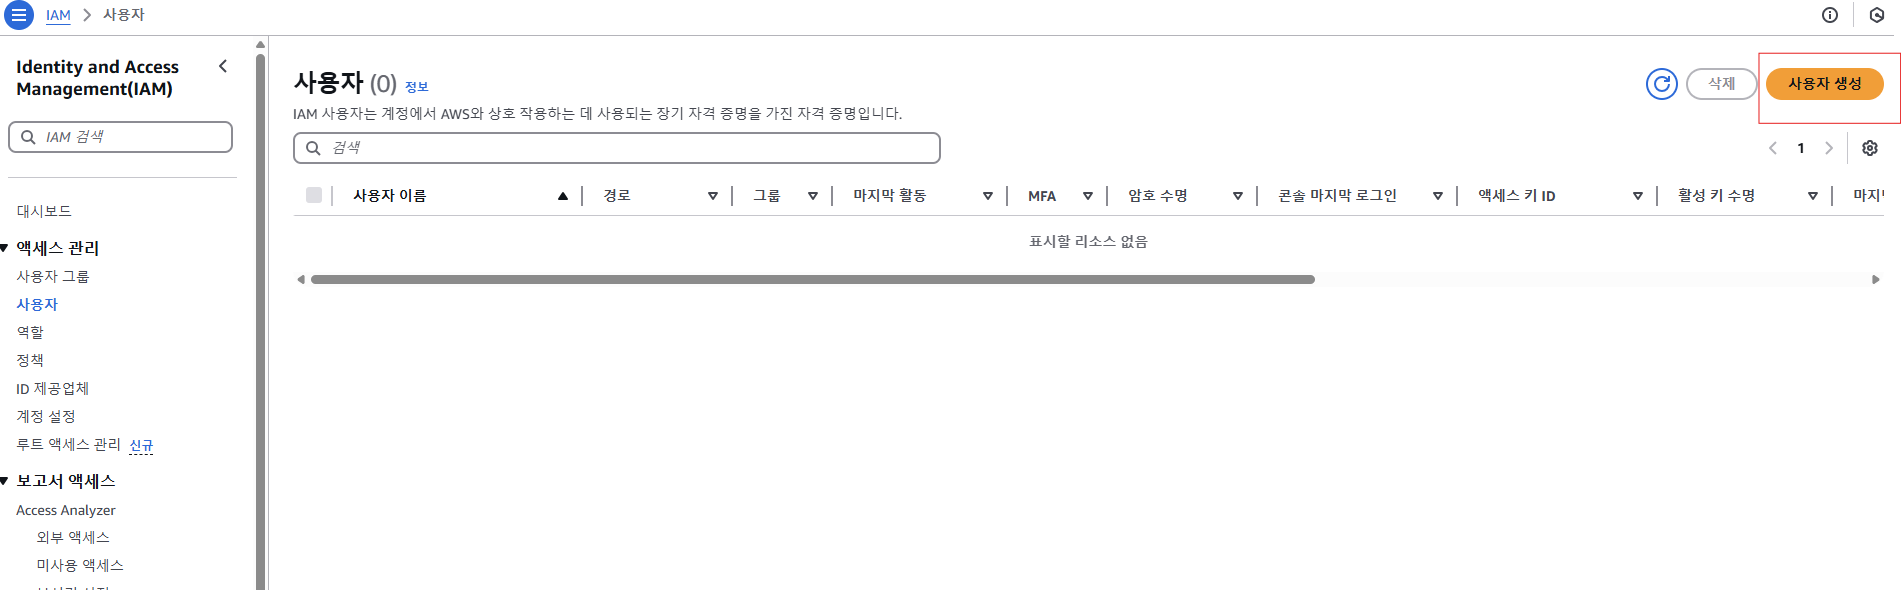 IAM > 사용자
Identity and Access
Management(IAM)
IAM 검색
대시보드
액세스 관리
사용자 그룹
사용자
역할
정책
ID 제공업체
계정 설정
루트 액세스 관리 신규
보고서 액세스
Access Analyzer
외부 액세스
미사용 액세스
사용자 (0) 정보
삭제
사용자 생성
IAM 사용자는 계정에서 AWS와 상호 작용하는 데 사용되는 장기 자격 증명을 가진 자격 증명입니다.
검색
1
사용자 이름 경로 그룹 마지막 활동 MFA 암호 수명 콘솔 마지막 로그인 액세스 키 ID 활성 키 수명
표시할 리소스 없음